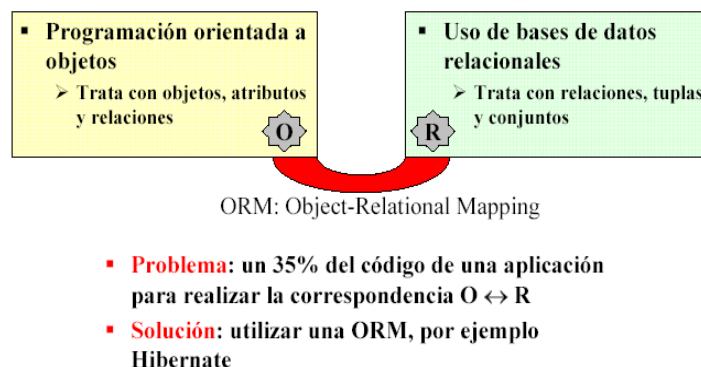 ▪ Programación orientada a
objetos
➢ Trata con objetos, atributos
y relaciones
O
▪ Uso de bases de datos
relacionales
➢ Trata con relaciones, tuplas
y conjuntos
R
ORM: Object-Relational Mapping
▪ Problema: un 35% del código de una aplicación
para realizar la correspondencia O ↔ R
▪ Solución: utilizar una ORM, por ejemplo
Hibernate